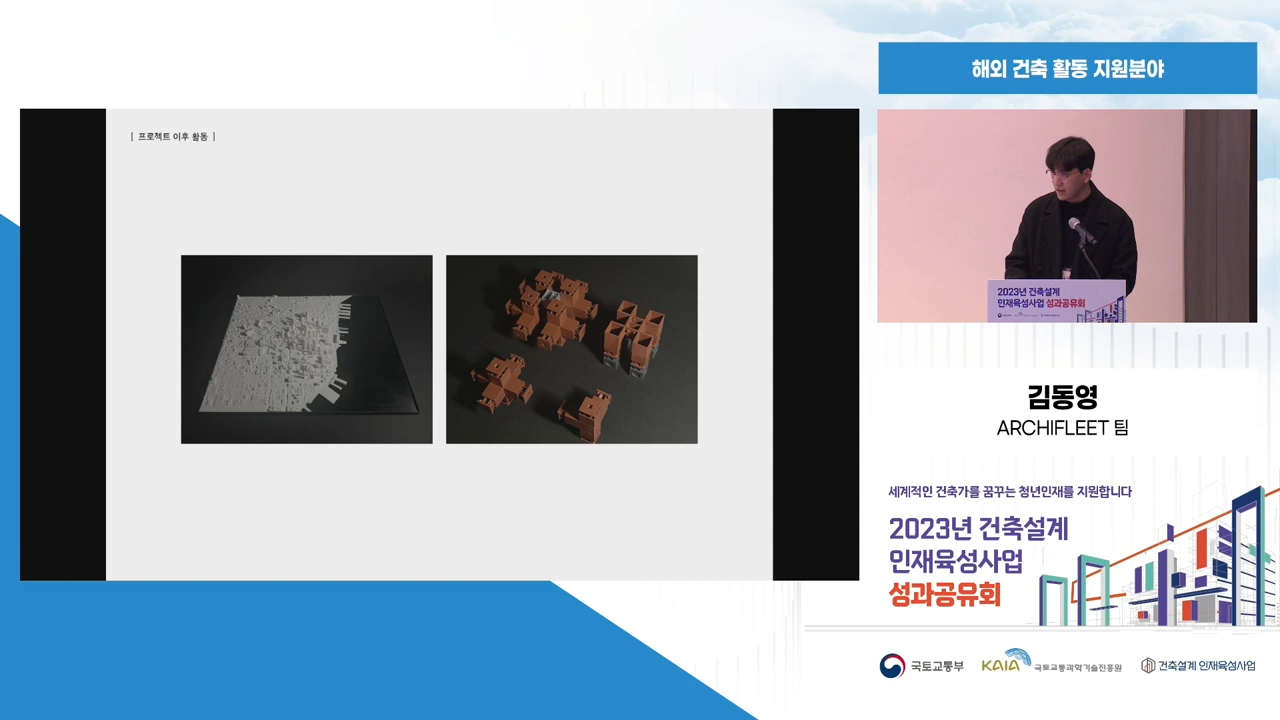 해외 건축 활동 지원분야
[ 프로젝트 이후 활동 ]
2023년 건축설계
인재육성사업 성과공유회
김동영
ARCHIFLEET 팀
세계적인 건축가를 꿈꾸는 청년인재를 지원합니다
2023년 건축설계
인재육성사업
성과공유회
국토교통부
KAIA 국토교통과학기술진흥원
건축설계 인재육성사업